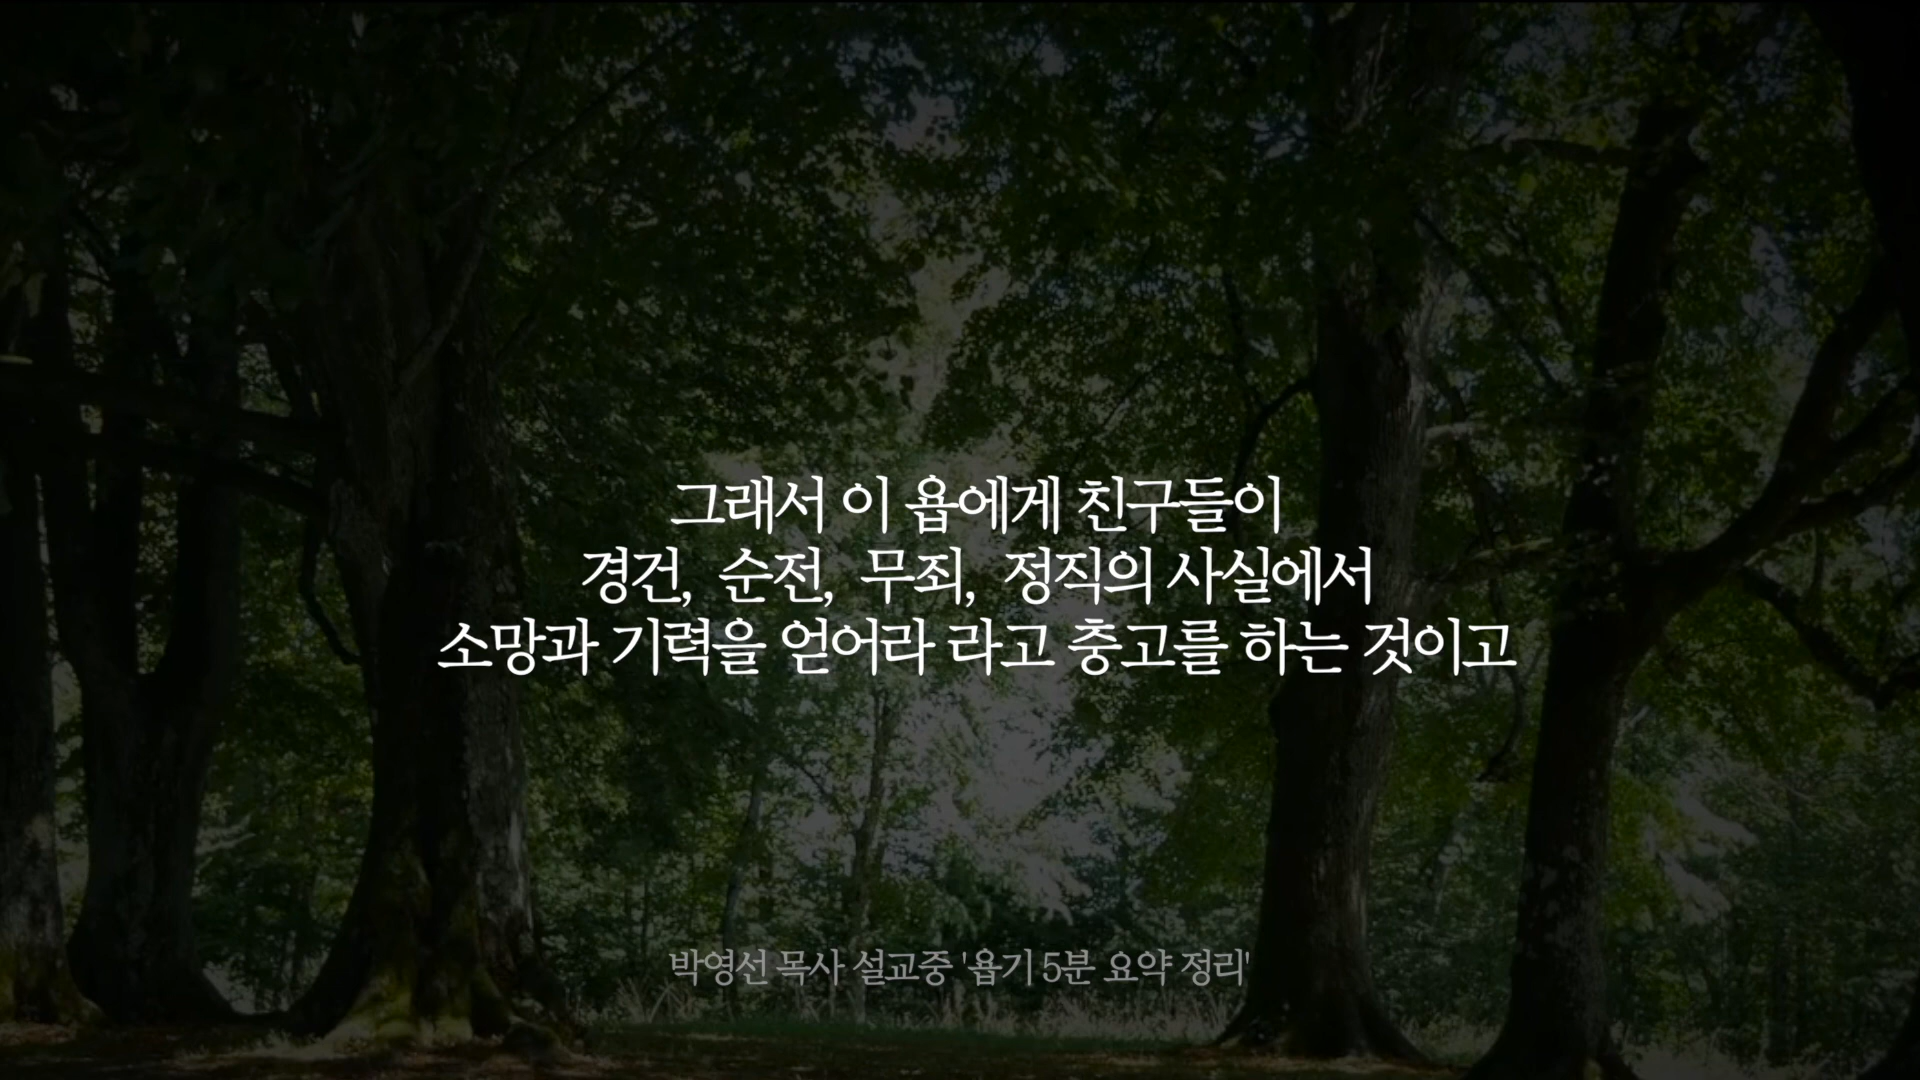 그래서 이 욥에게 친구들이
경건, 순전, 무죄, 정직의 사실에서
소망과 기력을 얻어라 라고 충고를 하는 것이고
박영선 목사 설교중 '욥기 5분 요약 정리'